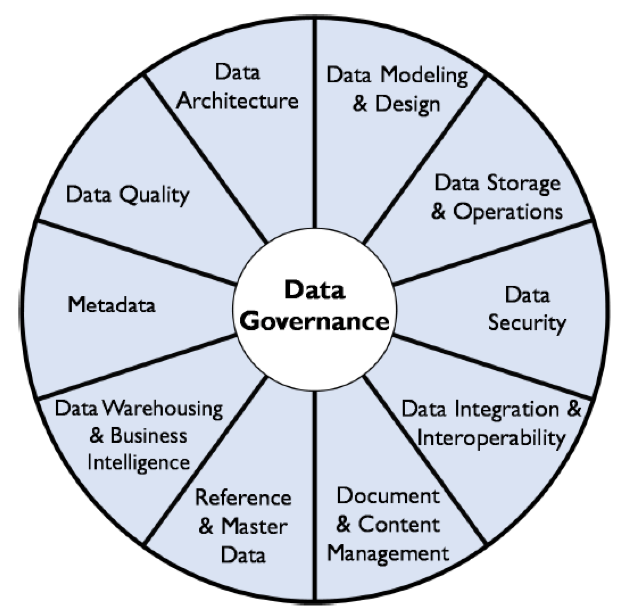 Data
Architecture
Data Modeling
& Design
Data Storage
& Operations
Data
Security
Data Integration &
Interoperability
Document
& Content
Management
Reference
& Master
Data
Data Warehousing
& Business
Intelligence
Metadata
Data Quality
Data
Governance